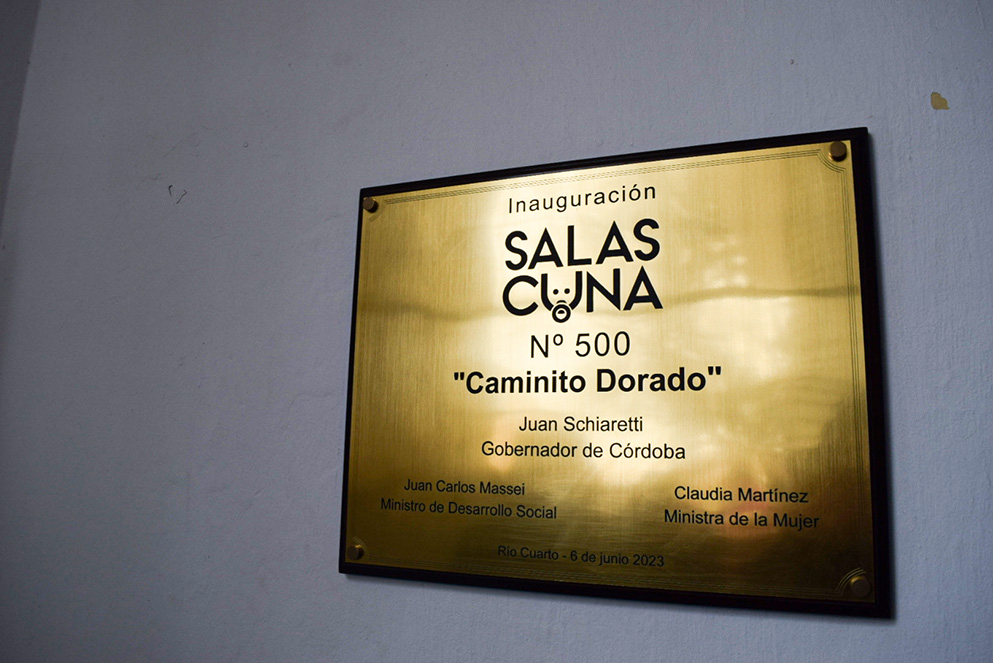 Inauguración
SALAS
CUNA
Nº 500
"Caminito Dorado"
Juan Schiaretti
Gobernador de Córdoba
Juan Carlos Massei
Ministro de Desarrollo Social
Claudia Martínez
Ministra de la Mujer
Río Cuarto - 6 de junio 2023